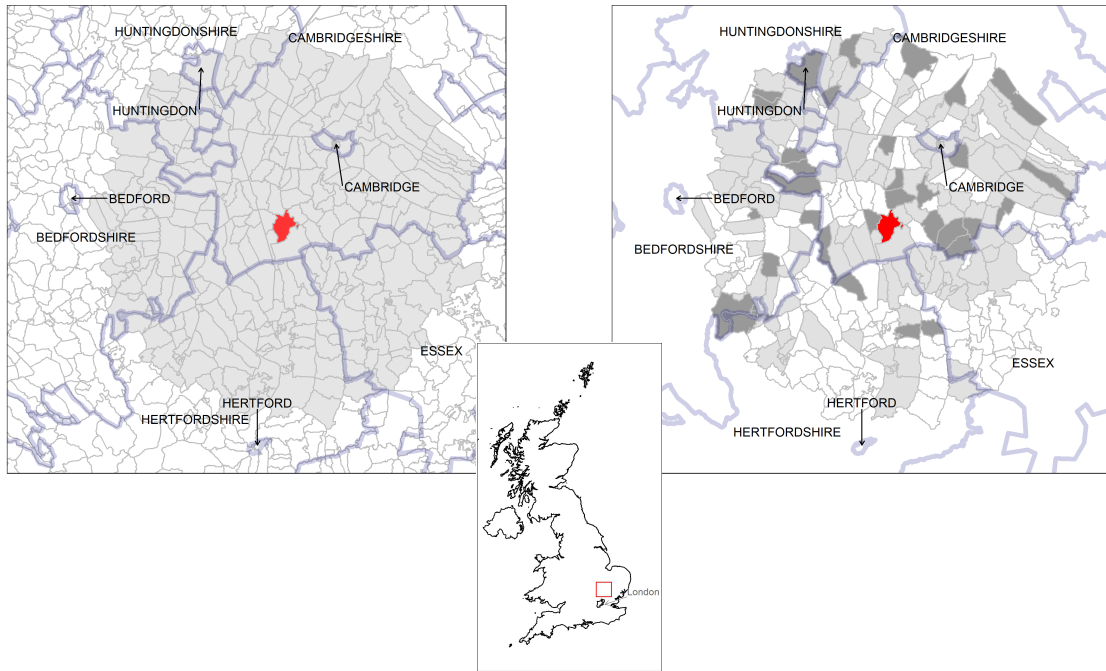 HUNTINGDONSHIRE
CAMBRIDGESHIRE
HUNTINGDON
CAMBRIDGE
BEDFORD
BEDFORDSHIRE
ESSEX
HERTFORD
HERTFORDSHIRE
HUNTINGDONSHIRE
CAMBRIDGESHIRE
HUNTINGDON
CAMBRIDGE
BEDFORD
BEDFORDSHIRE
ESSEX
HERTFORD
HERTFORDSHIRE
London